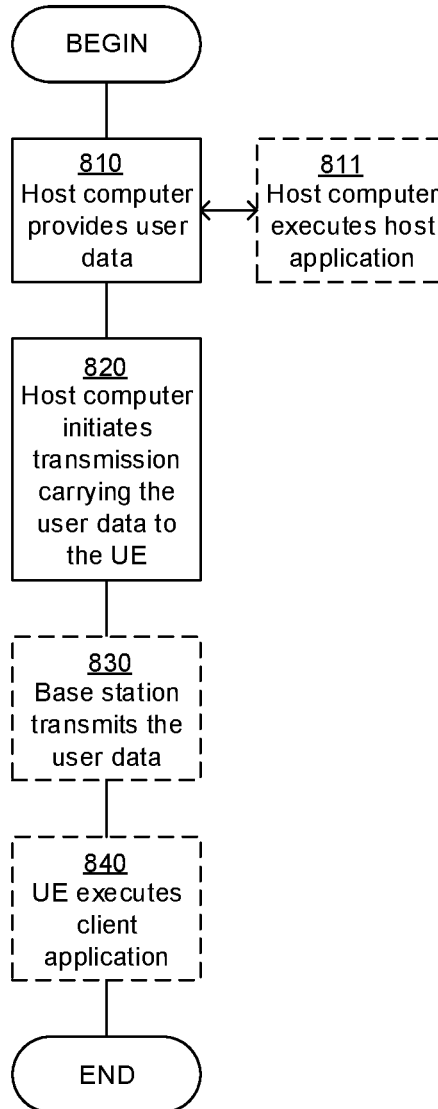 BEGIN
810
Host computer
provides user
data
811
Host computer
executes host
application
820
Host computer
initiates
transmission
carrying the
user data to
the UE
830
Base station
transmits the
user data
840
UE executes
client
application
END